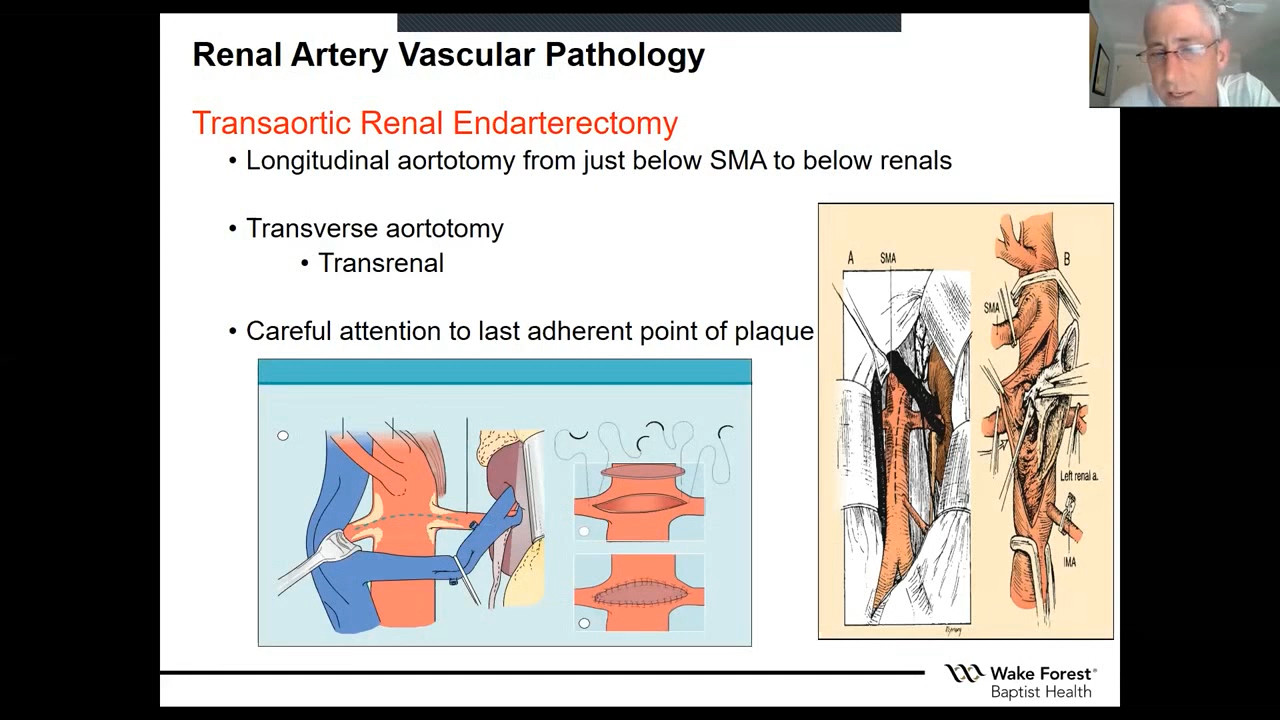 Renal Artery Vascular Pathology
Transaortic Renal Endarterectomy
• Longitudinal aortotomy from just below SMA to below renals
• Transverse aortotomy
• Transrenal
• Careful attention to last adherent point of plaque
A
SMA
B
SMA
Left renal a.
IMA
Wake Forest®
Baptist Health